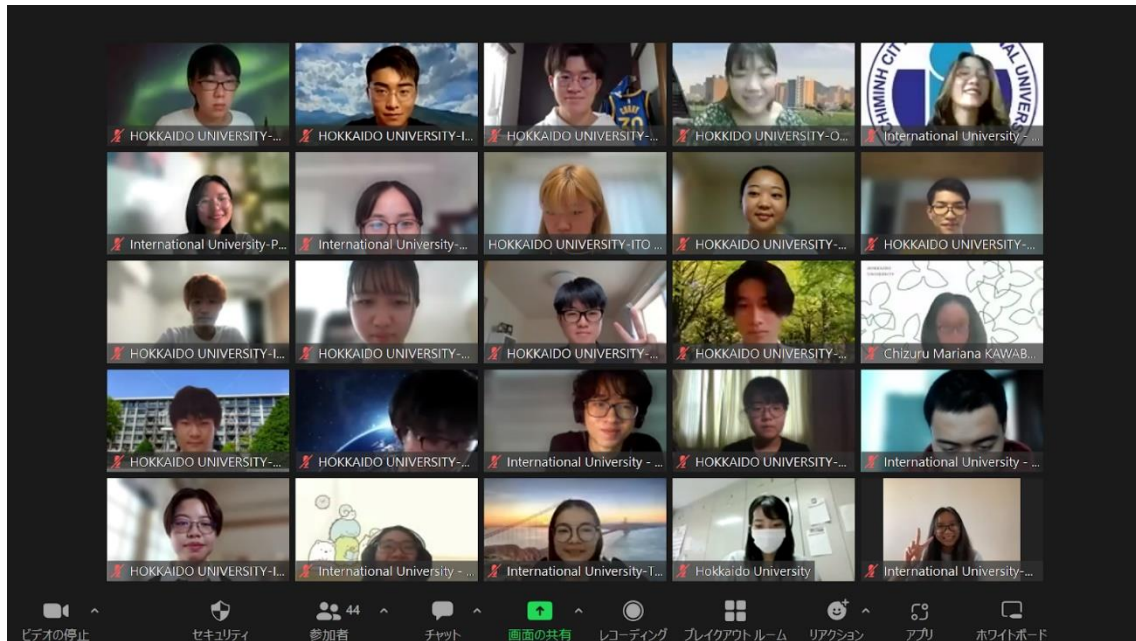 HOKKAIDO UNIVERSITY-...
HOKKAIDO UNIVERSITY-I...
HOKKAIDO UNIVERSITY-...
HOKKIDO UNIVERSITY-O...
International University - ...
International University-P...
International University-...
HOKKAIDO UNIVERSITY-ITO ...
HOKKAIDO UNIVERSITY-...
HOKKAIDO UNIVERSITY-...
HOKKAIDO UNIVERSITY-I...
HOKKAIDO UNIVERSITY-...
HOKKAIDO UNIVERSITY-...
HOKKAIDO UNIVERSITY-...
Chizuru Mariana KAWAB...
HOKKAIDO UNIVERSITY-...
HOKKAIDO UNIVERSITY-...
International University - ...
HOKKAIDO UNIVERSITY-...
International University - ...
HOKKAIDO UNIVERSITY-I...
International University - ...
International University-T...
Hokkaido University
International University-...
44
ビデオの停止 セキュリティ 参加者 チャット 画面の共有 レコーディング ブレイクアウト ルーム リアクション アプリ ホワイトボード